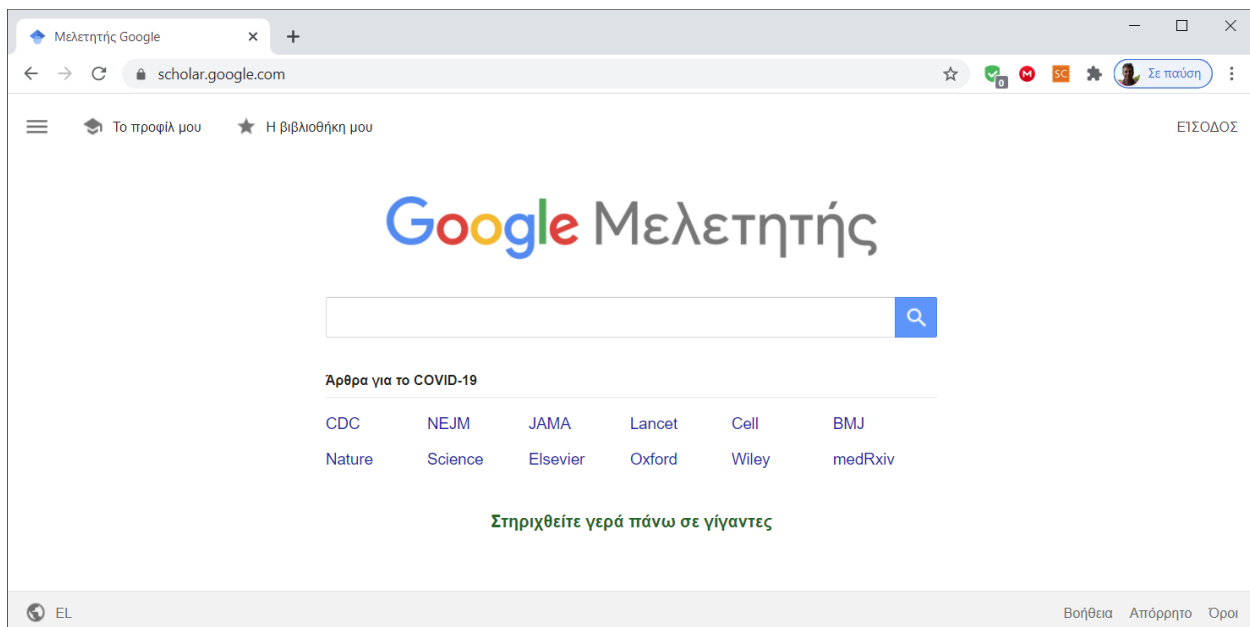 Μελετητής Google
scholar.google.com
0
M
SC
Σε παύση
Το προφίλ μου Η βιβλιοθήκη μου ΕΊΣΟΔΟΣ
Google Μελετητής
Άρθρα για το COVID-19
CDC NEJM JAMA Lancet Cell BMJ
Nature Science Elsevier Oxford Wiley medRxiv
Στηριχθείτε γερά πάνω σε γίγαντες
EL Βοήθεια Απόρρητο Όροι